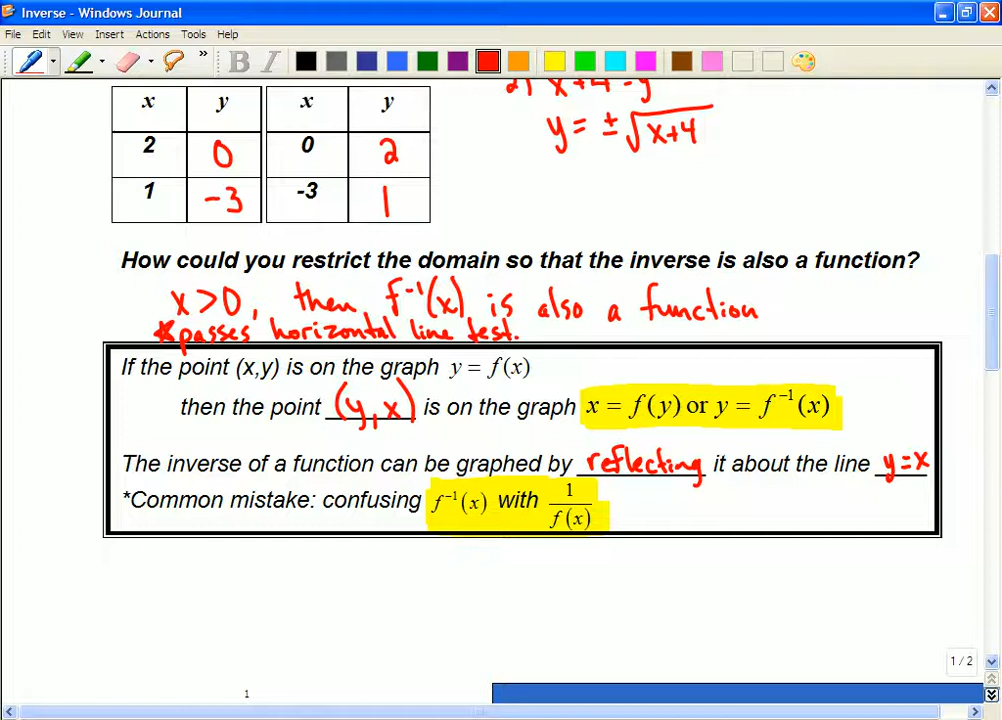 Inverse - Windows Journal
File Edit View Insert Actions Tools Help
x y x y
x+4 = y
2 0 0 2
y = ± √x+4
1 -3 -3 1
How could you restrict the domain so that the inverse is also a function?
x > 0, then f⁻¹(x) is also a function
*passes horizontal line test.
If the point (x,y) is on the graph y = f(x)
then the point (y, x) is on the graph x = f(y) or y = f⁻¹(x)
The inverse of a function can be graphed by reflecting it about the line y=x
*Common mistake: confusing f⁻¹(x) with 1/f(x)
1 / 2
1